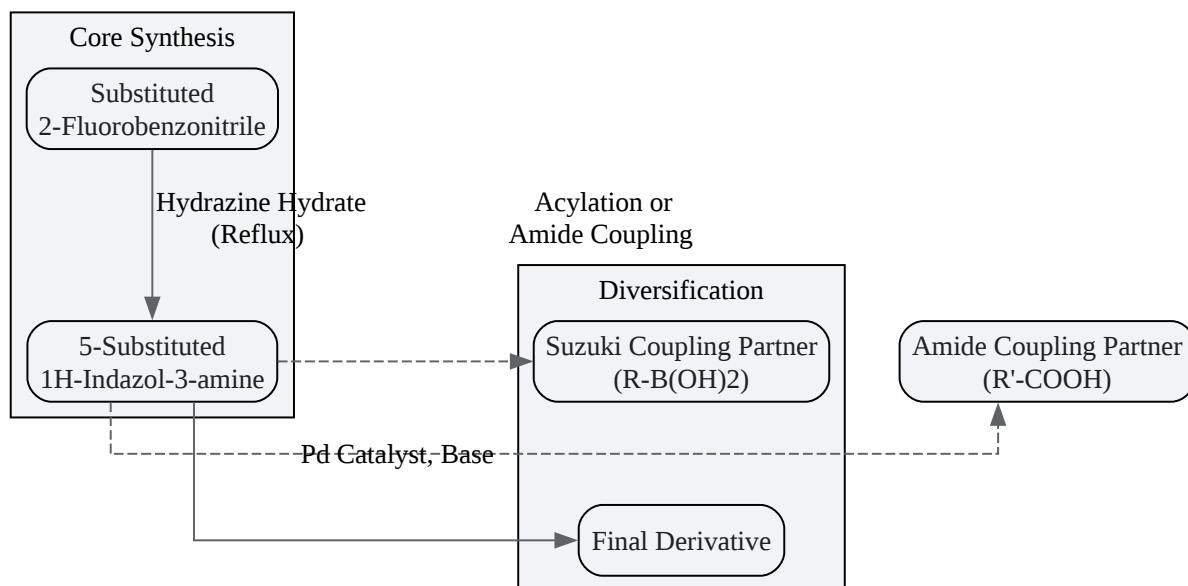 Core Synthesis
Substituted
2-Fluorobenzonitrile
Hydrazine Hydrate
(Reflux)
Acylation or
Amide Coupling
Diversification
5-Substituted
1H-Indazol-3-amine
Suzuki Coupling Partner
(R-B(OH)2)
Amide Coupling Partner
(R'-COOH)
Pd Catalyst, Base
Final Derivative